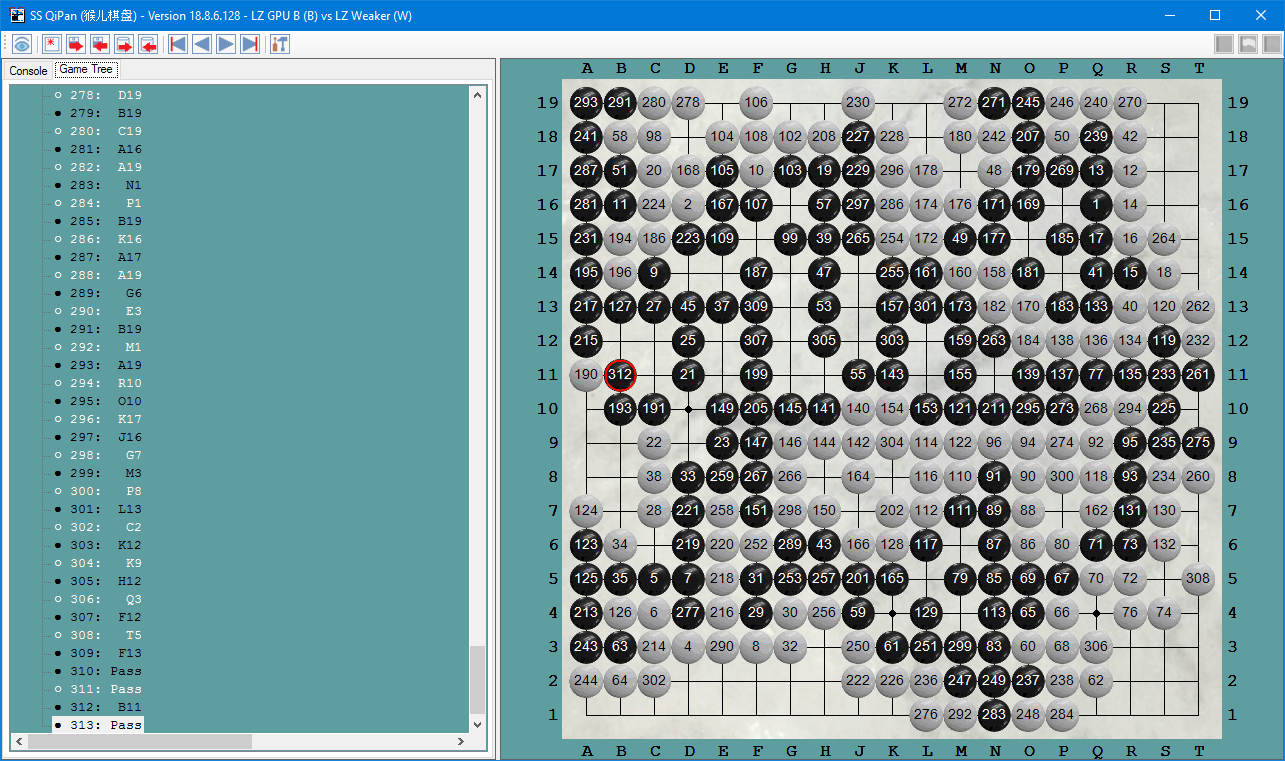 SS QiPan (猴儿棋盘) - Version 18.8.6.128 - LZ GPU B (B) vs LZ Weaker (W)
Console Game Tree
278: D19
279: B19
280: C19
281: A16
282: A19
283: N1
284: P1
285: B19
286: K16
287: A17
288: A19
289: G6
290: E3
291: B19
292: M1
293: A19
294: R10
295: O10
296: K17
297: J16
298: G7
299: M3
300: P8
301: L13
302: C2
303: K12
304: K9
305: H12
306: Q3
307: F12
308: T5
309: F13
310: Pass
311: Pass
312: B11
313: Pass
A B C D E F G H J K L M N O P Q R S T
19 293 291 280 278 106 230 272 271 245 246 240 270 19
18 241 58 98 104 108 102 208 227 228 180 242 207 50 239 42 18
17 287 51 20 168 105 10 103 19 229 296 178 48 179 269 13 12 17
16 281 11 224 2 167 107 57 297 286 174 176 171 169 1 14 16
15 231 194 186 223 109 99 39 265 254 172 49 177 185 17 16 264 15
14 195 196 9 187 47 255 161 160 158 181 41 15 18 14
13 217 127 27 45 37 309 53 157 301 173 182 170 183 133 40 120 262 13
12 215 25 307 305 303 159 263 184 138 136 134 119 232 12
11 190 312 21 199 55 143 155 139 137 77 135 233 261 11
10 193 191 149 205 145 141 140 154 153 121 211 295 273 268 294 225 10
9 22 23 147 146 144 142 304 114 122 96 94 274 92 95 235 275 9
8 38 33 259 267 266 164 116 110 91 90 300 118 93 234 260 8
7 124 28 221 258 151 298 150 202 112 111 89 88 162 131 130 7
6 123 34 219 220 252 289 43 166 128 117 87 86 80 71 73 132 6
5 125 35 5 7 218 31 253 257 201 165 79 85 69 67 70 72 308 5
4 213 126 6 277 216 29 30 256 59 129 113 65 66 76 74 4
3 243 63 214 4 290 8 32 250 61 251 299 83 60 68 306 3
2 244 64 302 222 226 236 247 249 237 238 62 2
1 276 292 283 248 284 1
A B C D E F G H J K L M N O P Q R S T